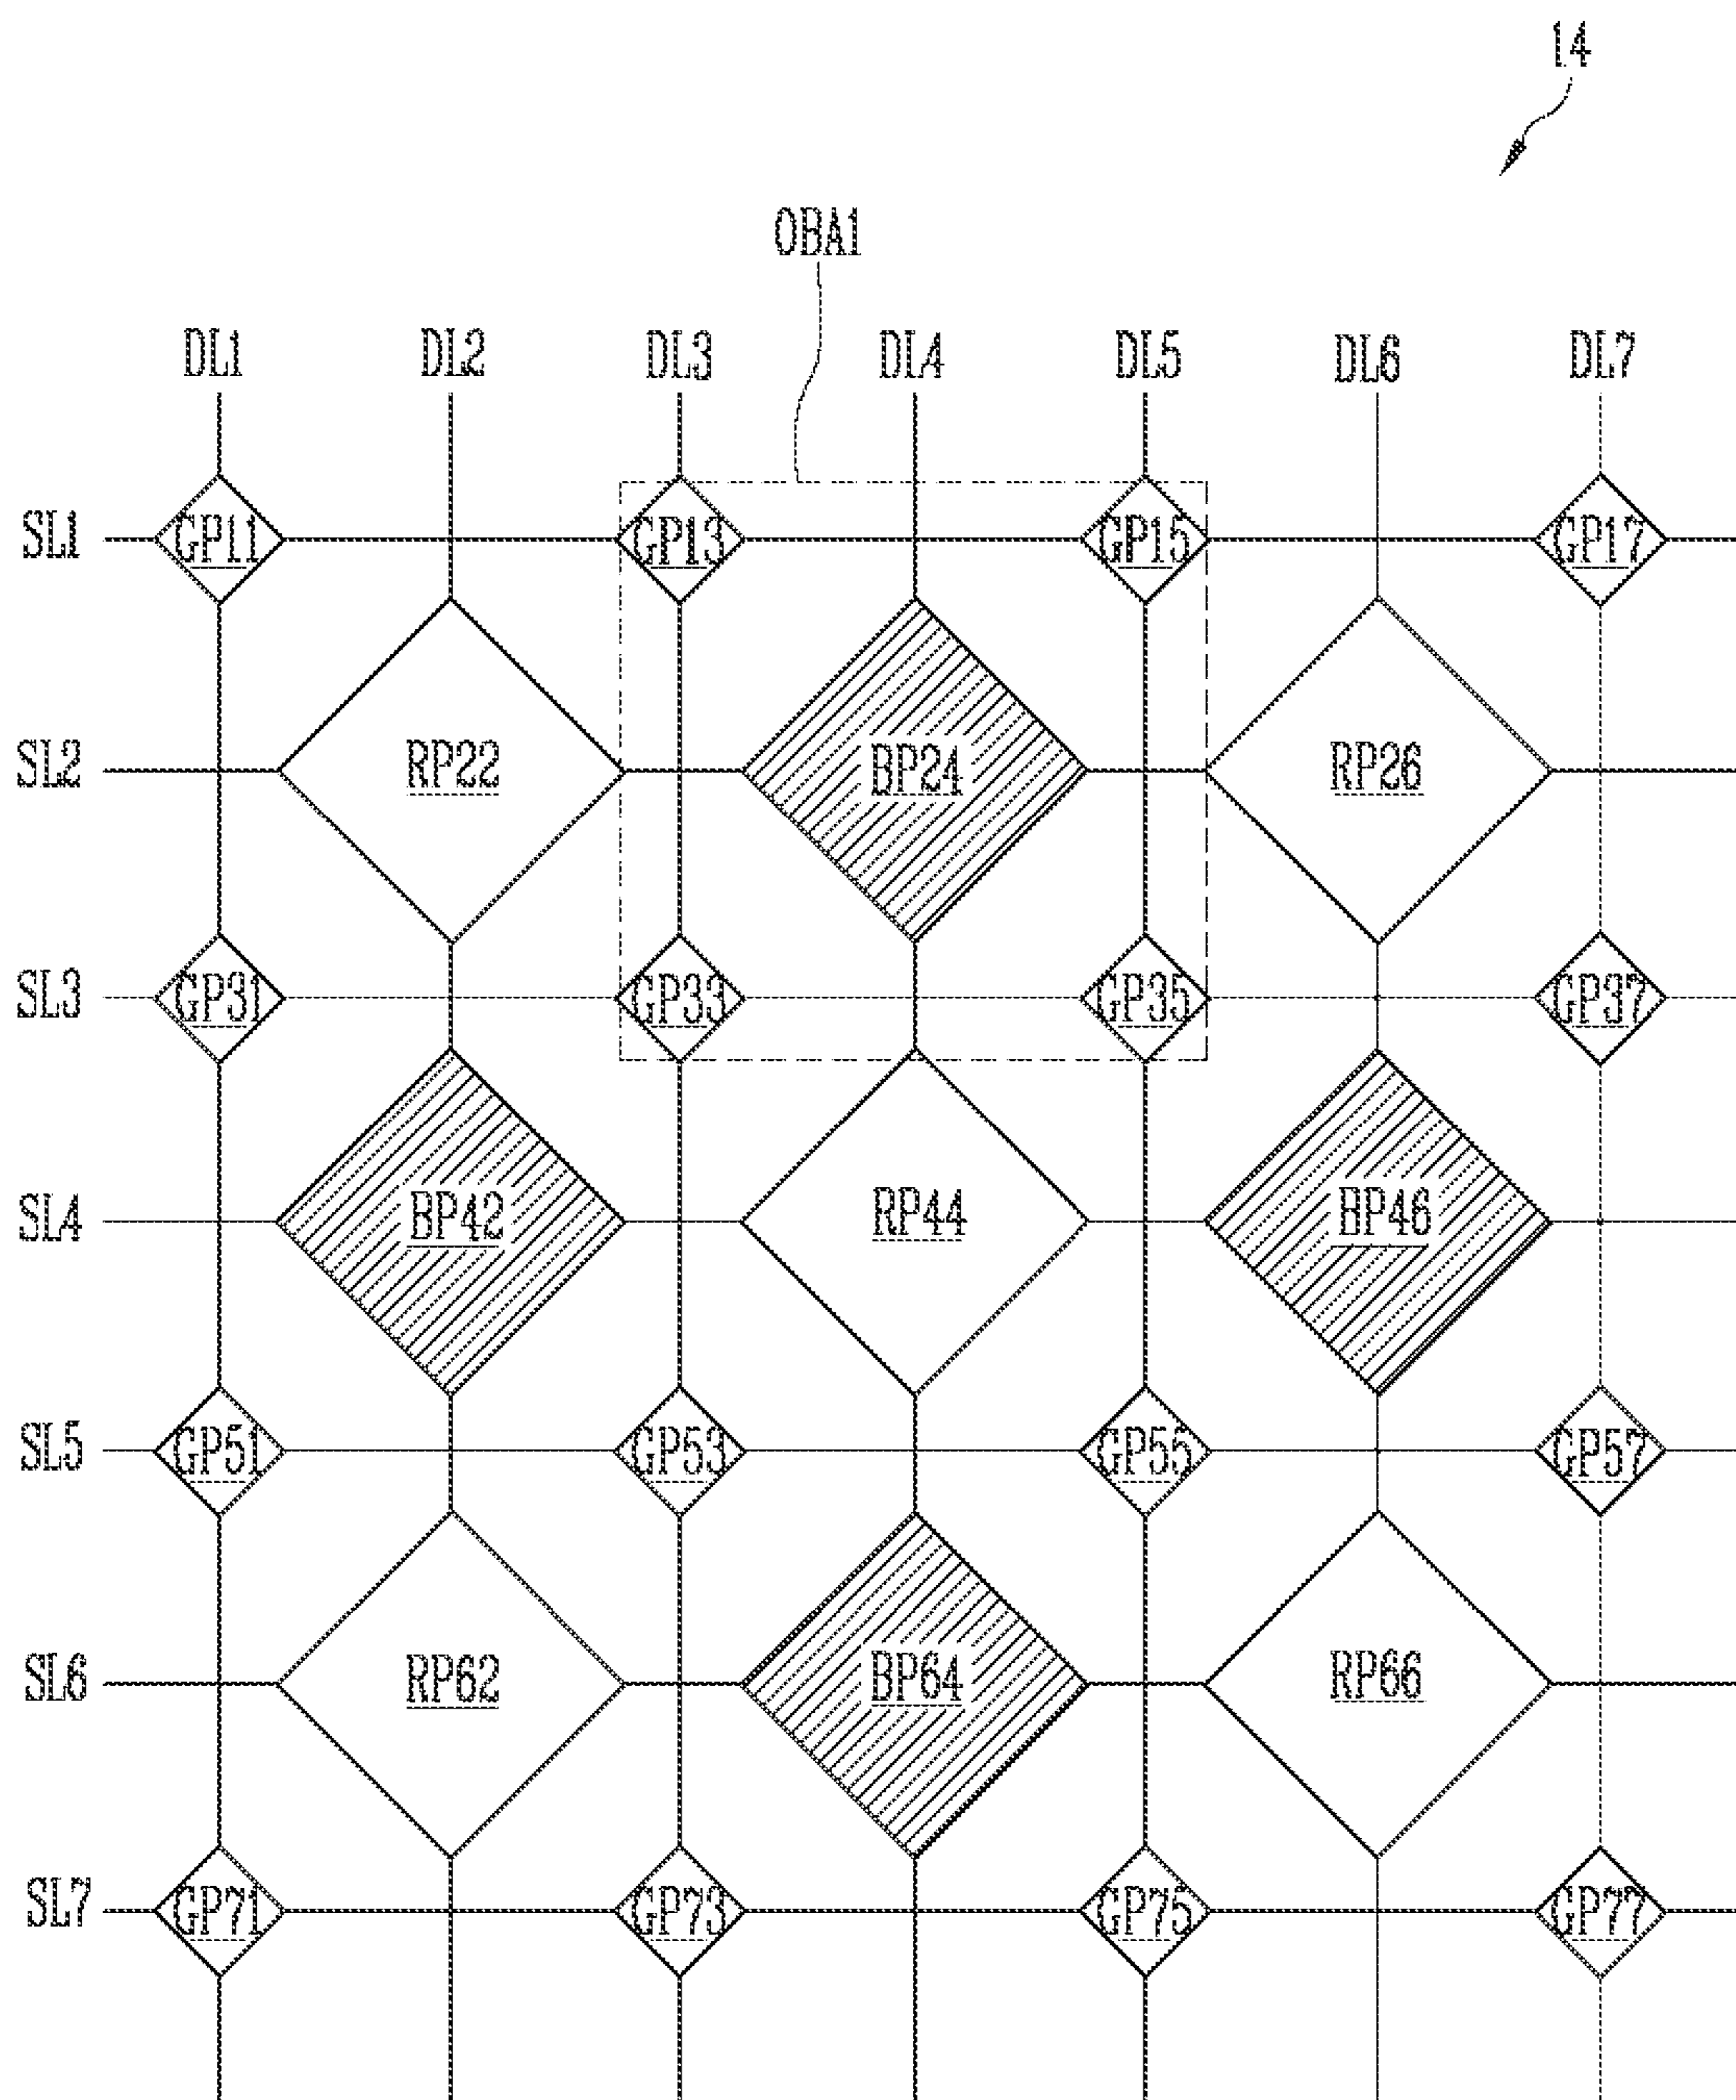 14
OBA1
DL1 DL2 DL3 DL4 DL5 DL6 DL7
SL1 GP11 GP13 GP15 GP17
SL2 RP22 BP24 RP26
SL3 GP31 GP33 GP35 GP37
SL4 BP42 RP44 BP46
SL5 GP51 GP53 GP55 GP57
SL6 RP62 BP64 RP66
SL7 GP71 GP73 GP75 GP77